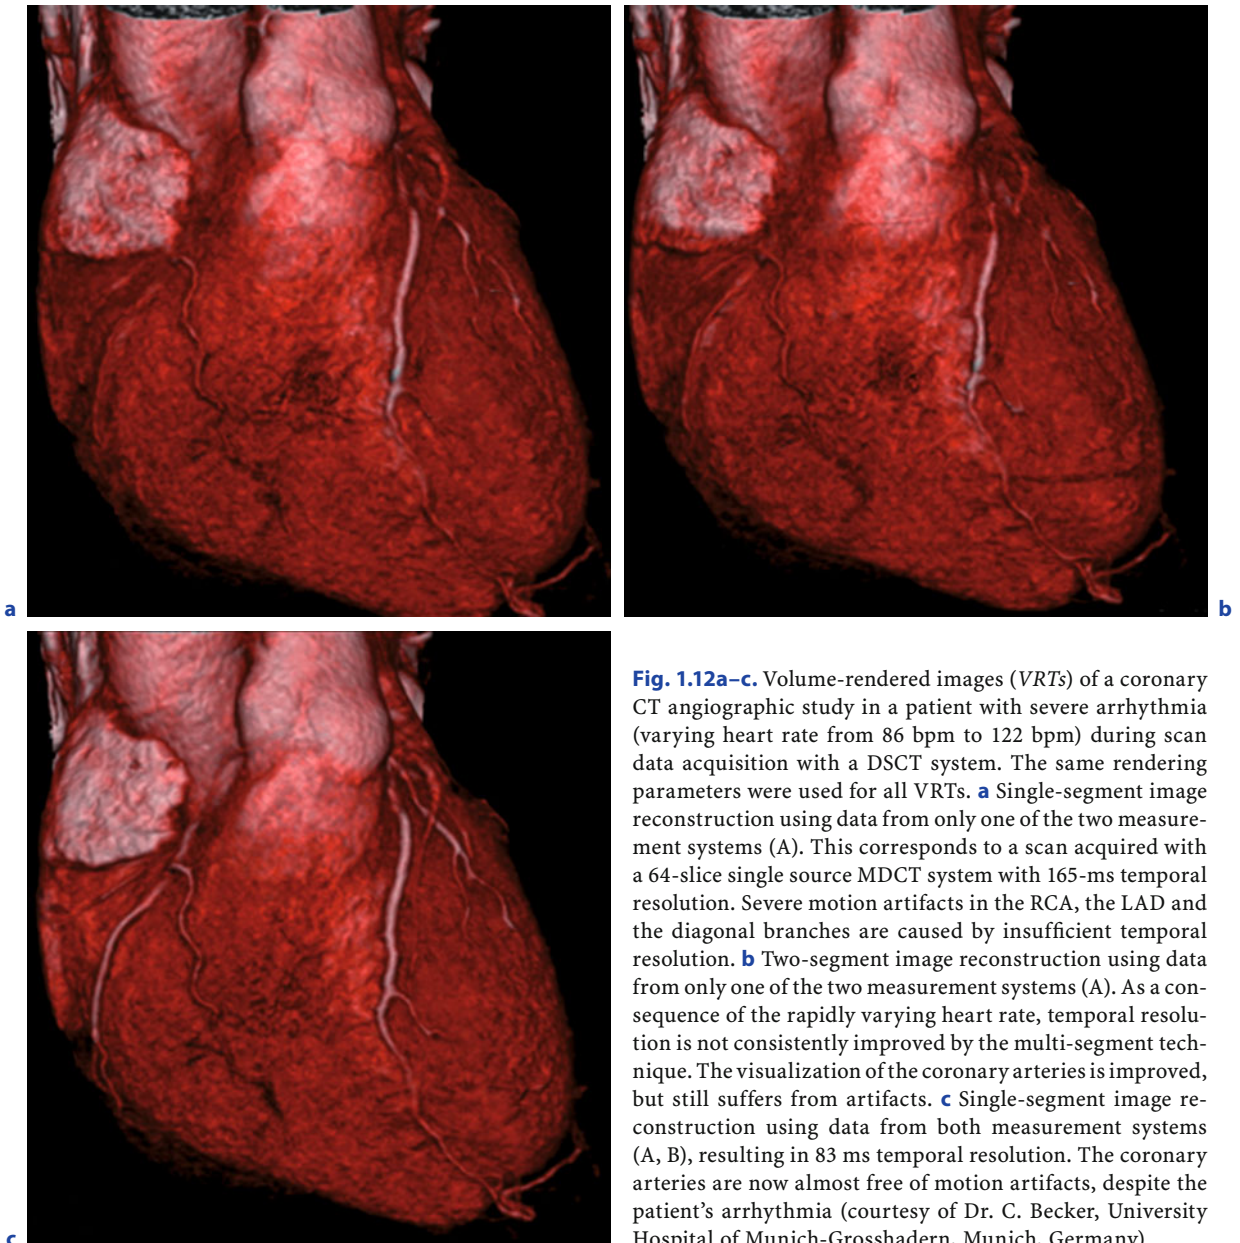 a
b
c
Fig. 1.12a–c. Volume-rendered images (VRTs) of a coronary
CT angiographic study in a patient with severe arrhythmia
(varying heart rate from 86 bpm to 122 bpm) during scan
data acquisition with a DSCT system. The same rendering
parameters were used for all VRTs. a Single-segment image
reconstruction using data from only one of the two measure-
ment systems (A). This corresponds to a scan acquired with
a 64-slice single source MDCT system with 165-ms temporal
resolution. Severe motion artifacts in the RCA, the LAD and
the diagonal branches are caused by insufficient temporal
resolution. b Two-segment image reconstruction using data
from only one of the two measurement systems (A). As a con-
sequence of the rapidly varying heart rate, temporal resolu-
tion is not consistently improved by the multi-segment tech-
nique. The visualization of the coronary arteries is improved,
but still suffers from artifacts. c Single-segment image re-
construction using data from both measurement systems
(A, B), resulting in 83 ms temporal resolution. The coronary
arteries are now almost free of motion artifacts, despite the
patient's arrhythmia (courtesy of Dr. C. Becker, University
Hospital of Munich-Grosshadern, Munich, Germany)